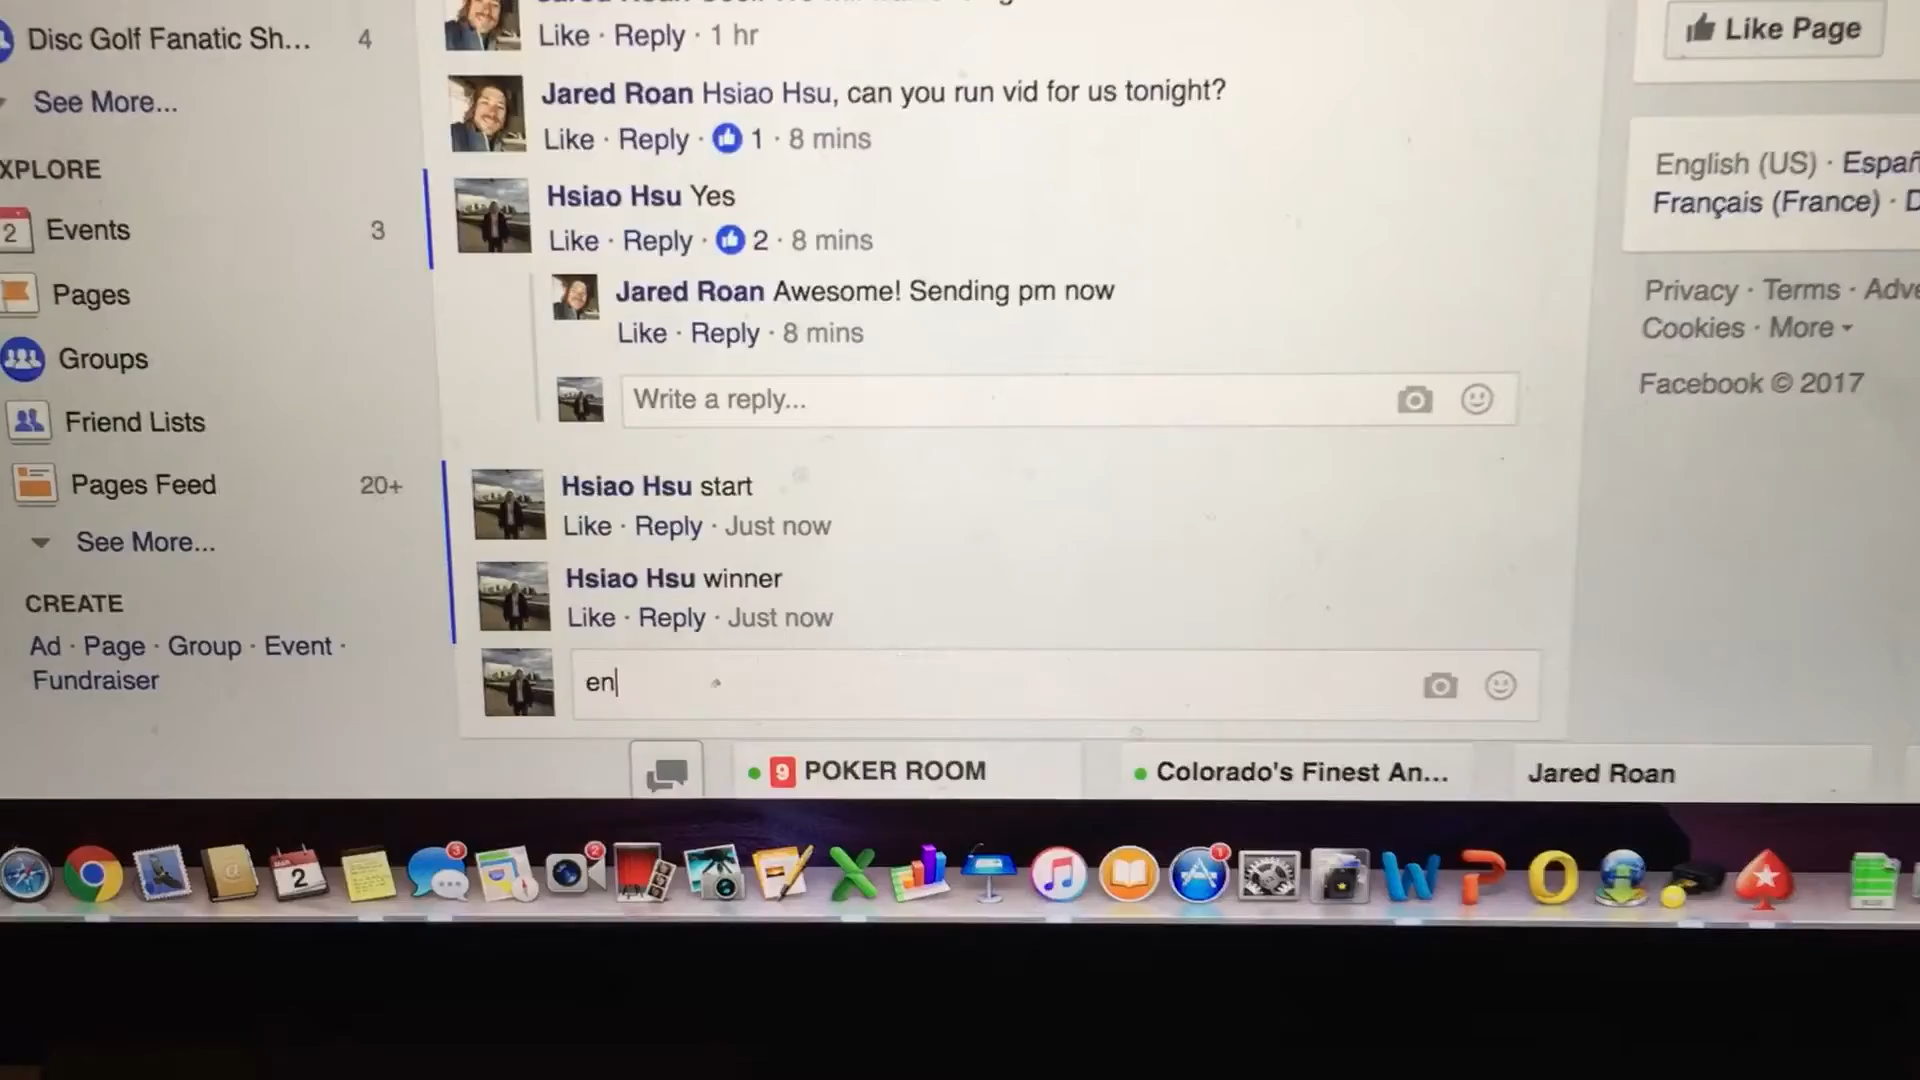 Disc Golf Fanatic Sh... 4
See More...
XPLORE
2 Events 3
Pages
Groups
Friend Lists
Pages Feed 20+
See More...
CREATE
Ad · Page · Group · Event ·
Fundraiser
Like · Reply · 1 hr
Jared Roan Hsiao Hsu, can you run vid for us tonight?
Like · Reply · 1 · 8 mins
Hsiao Hsu Yes
Like · Reply · 2 · 8 mins
Jared Roan Awesome! Sending pm now
Like · Reply · 8 mins
Write a reply...
Hsiao Hsu start
Like · Reply · Just now
Hsiao Hsu winner
Like · Reply · Just now
en
Like Page
English (US) · Españ
Français (France) · D
Privacy · Terms · Adve
Cookies · More
Facebook © 2017
9 POKER ROOM
Colorado's Finest An...
Jared Roan
MAR
2
3
2
1